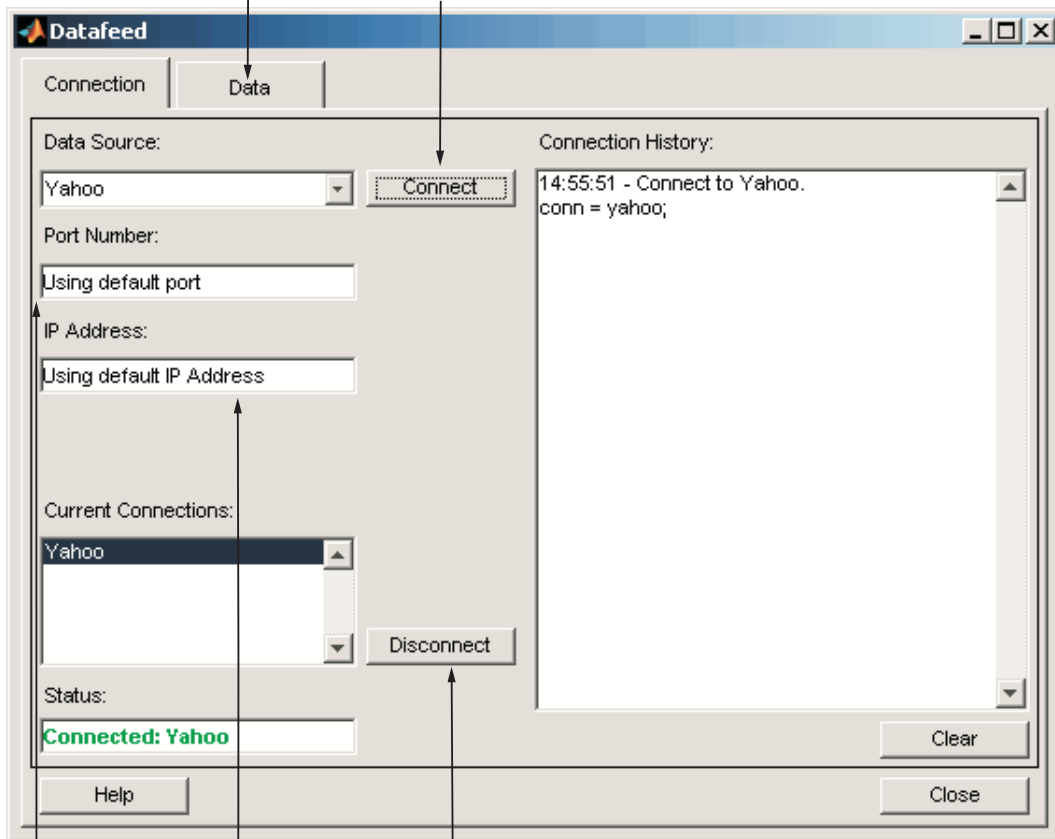 Datafeed
Connection
Data
Data Source:
Yahoo
Connect
Port Number:
Using default port
IP Address:
Using default IP Address
Current Connections:
Yahoo
Disconnect
Status:
Connected: Yahoo
Connection History:
14:55:51 - Connect to Yahoo.
conn = yahoo;
Clear
Help
Close